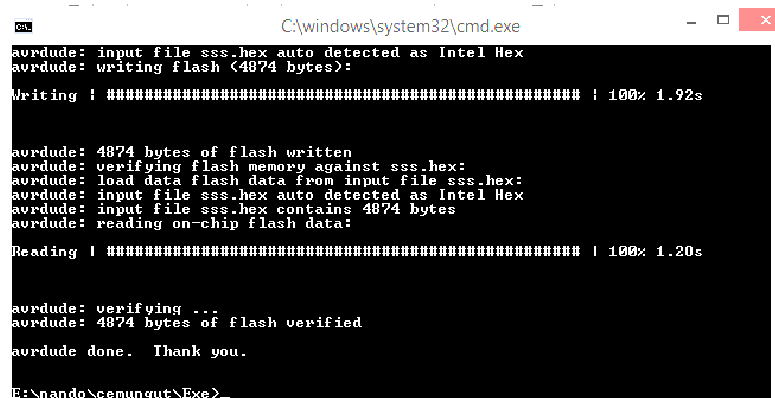 C:\windows\system32\cmd.exe
avrdude: input file sss.hex auto detected as Intel Hex
avrdude: writing flash (4874 bytes):
Writing | ################################################## | 100% 1.92s
avrdude: 4874 bytes of flash written
avrdude: verifying flash memory against sss.hex:
avrdude: load data flash data from input file sss.hex:
avrdude: input file sss.hex auto detected as Intel Hex
avrdude: input file sss.hex contains 4874 bytes
avrdude: reading on-chip flash data:
Reading | ################################################## | 100% 1.20s
avrdude: verifying ...
avrdude: 4874 bytes of flash verified
avrdude done.  Thank you.
E:\nando\cemungut\Exe>_